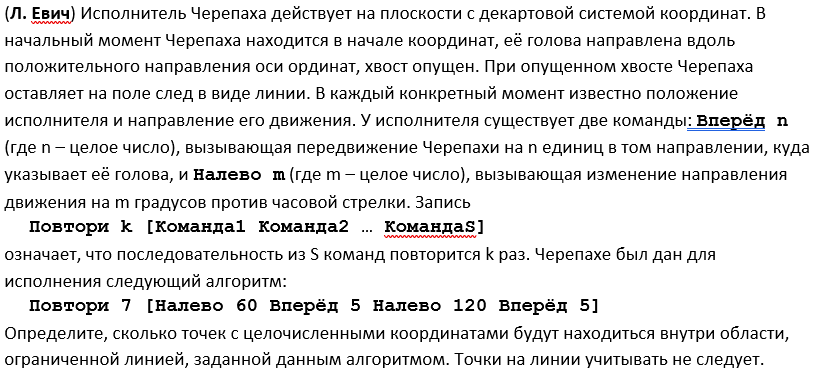 (Л. Евич) Исполнитель Черепаха действует на плоскости с декартовой системой координат. В
начальный момент Черепаха находится в начале координат, её голова направлена вдоль
положительного направления оси ординат, хвост опущен. При опущенном хвосте Черепаха
оставляет на поле след в виде линии. В каждый конкретный момент известно положение
исполнителя и направление его движения. У исполнителя существует две команды: Вперёд n
(где n – целое число), вызывающая передвижение Черепахи на n единиц в том направлении, куда
указывает её голова, и Налево m (где m – целое число), вызывающая изменение направления
движения на m градусов против часовой стрелки. Запись
Повтори k [Команда1 Команда2 … КомандаS]
означает, что последовательность из S команд повторится k раз. Черепахе был дан для
исполнения следующий алгоритм:
Повтори 7 [Налево 60 Вперёд 5 Налево 120 Вперёд 5]
Определите, сколько точек с целочисленными координатами будут находиться внутри области,
ограниченной линией, заданной данным алгоритмом. Точки на линии учитывать не следует.